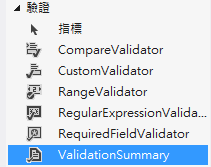 驗證
指標
CompareValidator
CustomValidator
RangeValidator
RegularExpressionValida...
RequiredFieldValidator
ValidationSummary